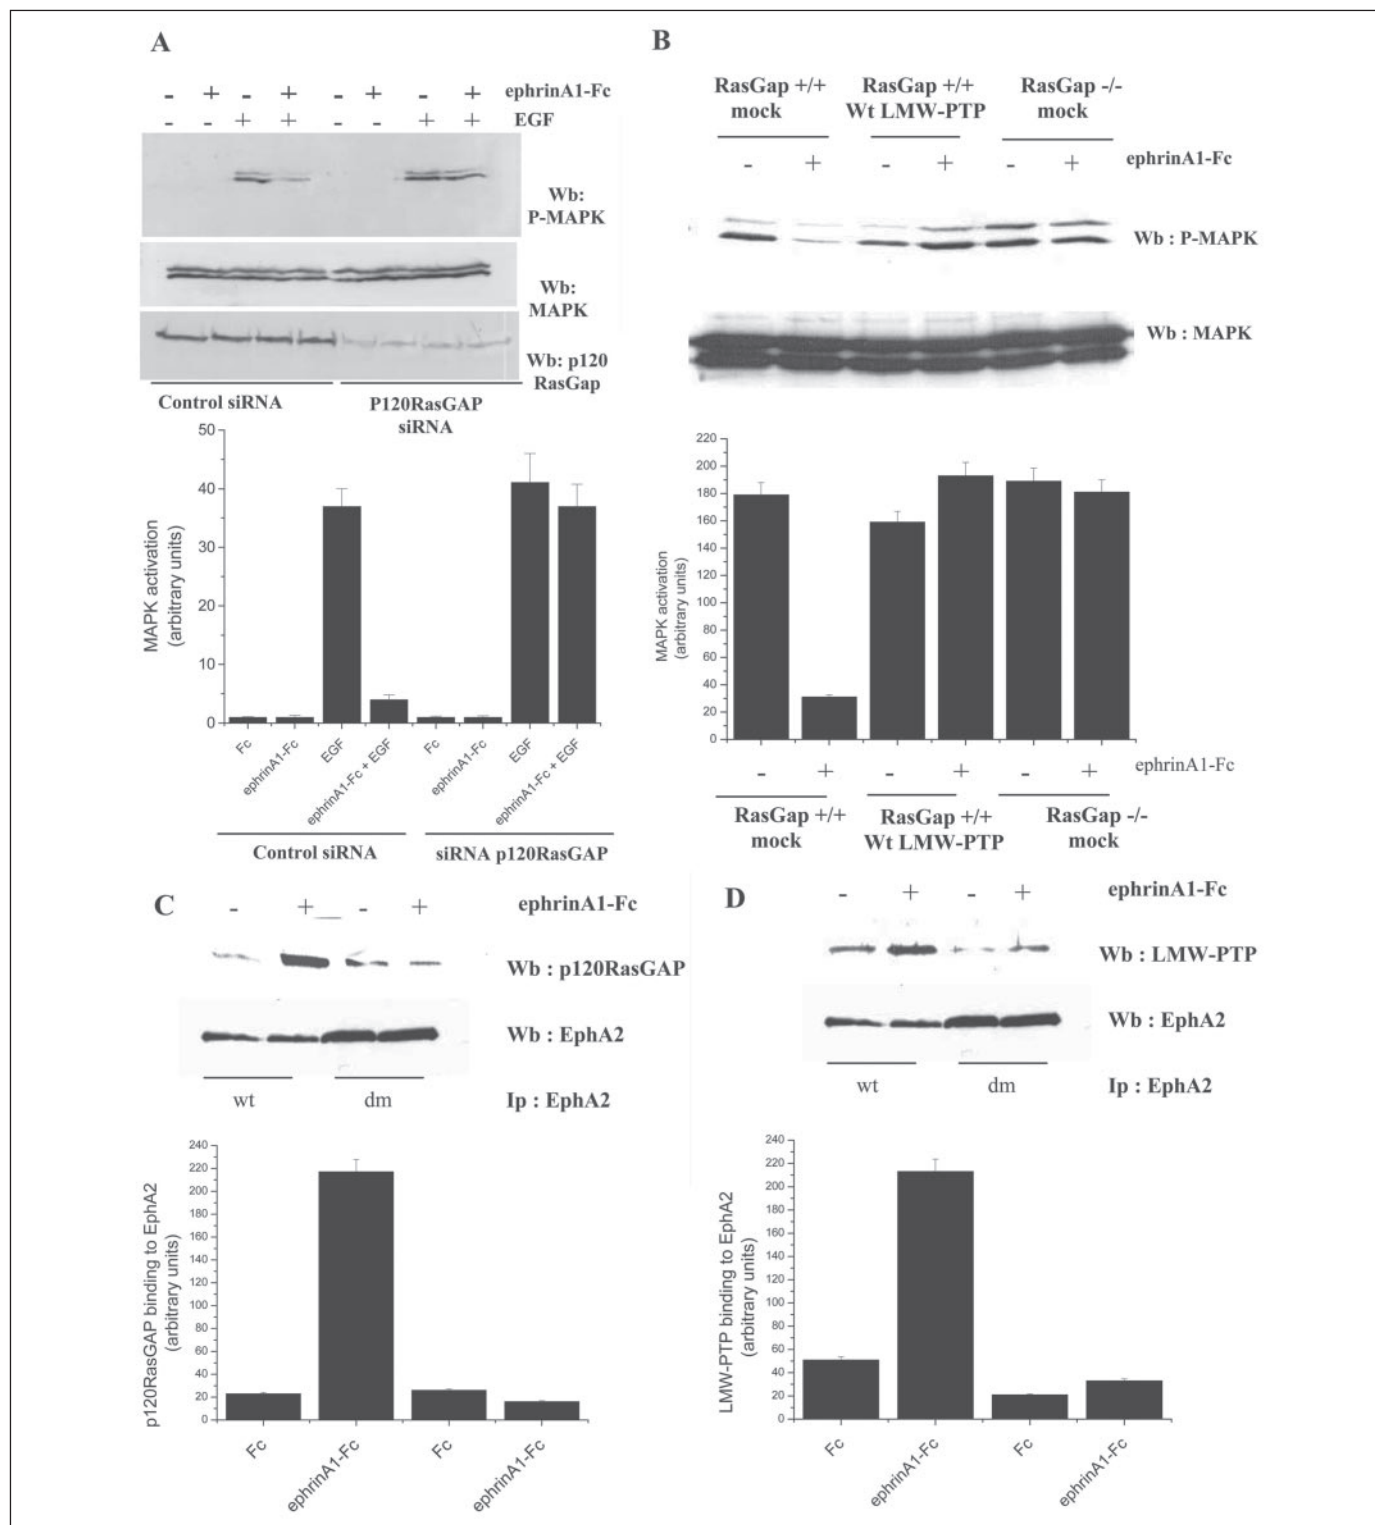 A
- + - + - + - + ephrinA1-Fc
- - + + - - + + EGF
Wb:
P-MAPK
Wb:
MAPK
Wb: p120
RasGap
Control siRNA
P120RasGAP
siRNA
50
40
30
20
10
0
MAPK activation
(arbitrary units)
Fc
ephrinA1-Fc
EGF
ephrinA1-Fc + EGF
Fc
ephrinA1-Fc
EGF
ephrinA1-Fc + EGF
Control siRNA
siRNA p120RasGAP
B
RasGap +/+
mock
RasGap +/+
Wt LMW-PTP
RasGap -/-
mock
- + - + - + ephrinA1-Fc
Wb : P-MAPK
Wb : MAPK
220
200
180
160
140
120
100
80
60
40
20
0
MAPK activation
(arbitrary units)
- + - + - + ephrinA1-Fc
RasGap +/+
mock
RasGap +/+
Wt LMW-PTP
RasGap -/-
mock
C
- + - + ephrinA1-Fc
Wb : p120RasGAP
Wb : EphA2
wt
dm
Ip : EphA2
240
220
200
180
160
140
120
100
80
60
40
20
0
p120RasGAP binding to EphA2
(arbitrary units)
Fc
ephrinA1-Fc
Fc
ephrinA1-Fc
D
- + - + ephrinA1-Fc
Wb : LMW-PTP
Wb : EphA2
wt
dm
Ip : EphA2
240
220
200
180
160
140
120
100
80
60
40
20
0
LMW-PTP binding to EphA2
(arbitrary units)
Fc
ephrinA1-Fc
Fc
ephrinA1-Fc